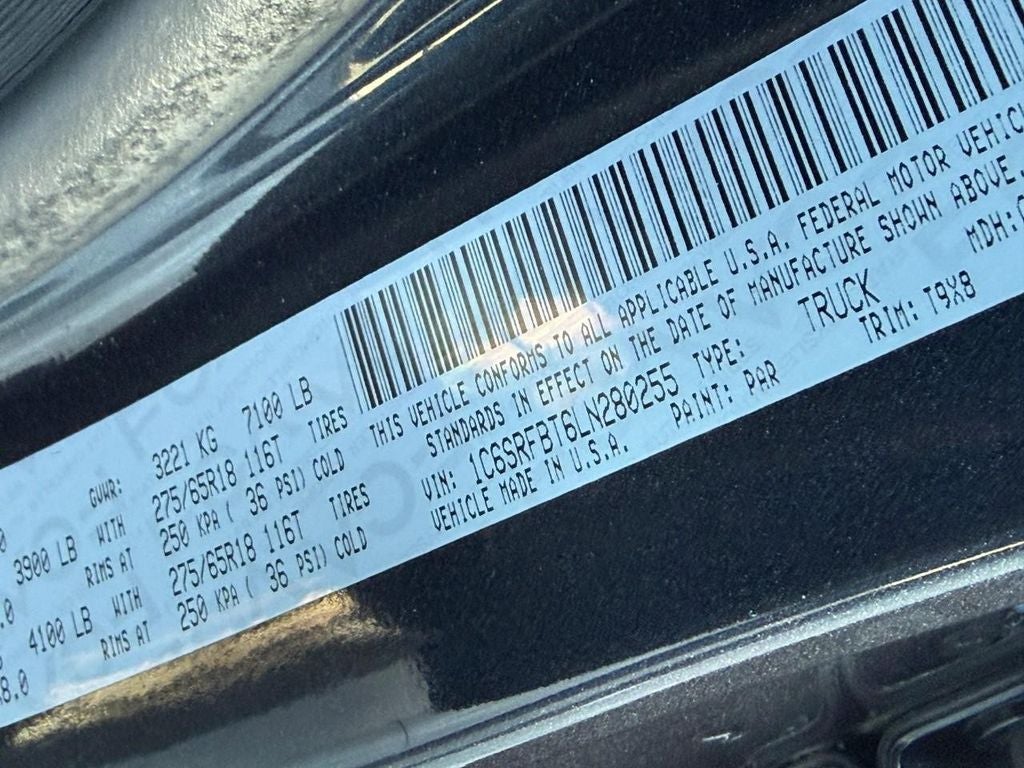 GVWR: 3221 KG 7100 LB
3900 LB WITH 275/65R18 116T TIRES
.0 RIMS AT 250 KPA ( 36 PSI) COLD
4100 LB WITH 275/65R18 116T TIRES
8.0 RIMS AT 250 KPA ( 36 PSI) COLD
THIS VEHICLE CONFORMS TO ALL APPLICABLE U.S.A. FEDERAL MOTOR VEHIC
STANDARDS IN EFFECT ON THE DATE OF MANUFACTURE SHOWN ABOVE.
MDH:
VIN: 1C6SRFBT6LN280255 TYPE: TRUCK
VEHICLE MADE IN U.S.A. PAINT: PAR TRIM: T9X8